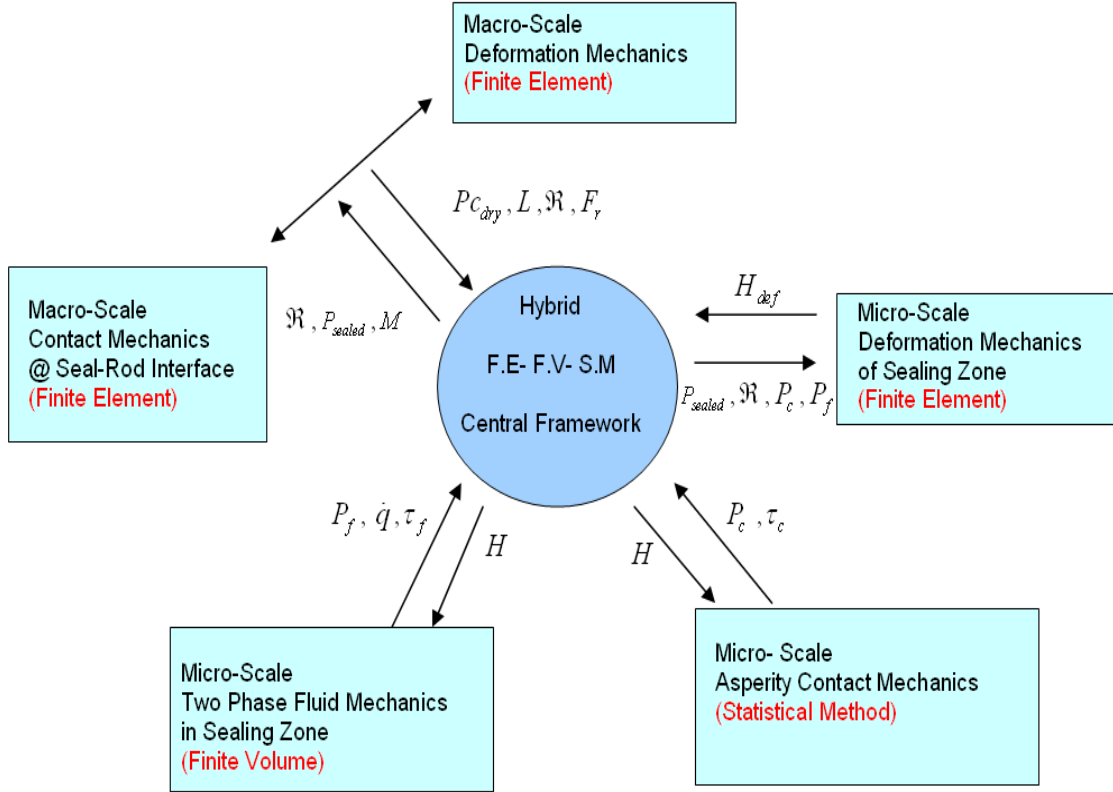 Macro-Scale
Deformation Mechanics
(Finite Element)
Pc_dry , L , ℜ , F_r
Macro-Scale
Contact Mechanics
@ Seal-Rod Interface
(Finite Element)
ℜ , P_sealed , M
Hybrid
F.E- F.V- S.M
Central Framework
H_def
P_sealed , ℜ , P_c , P_f
Micro-Scale
Deformation Mechanics
of Sealing Zone
(Finite Element)
P_f , q̇ , τ_f
H
H
P_c , τ_c
Micro-Scale
Two Phase Fluid Mechanics
in Sealing Zone
(Finite Volume)
Micro- Scale
Asperity Contact Mechanics
(Statistical Method)